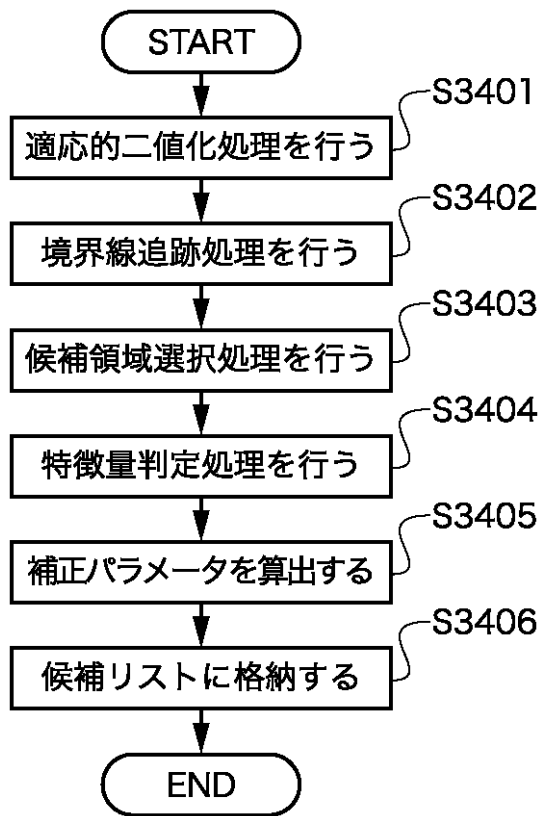 START
S3401
適応的二値化処理を行う
S3402
境界線追跡処理を行う
S3403
候補領域選択処理を行う
S3404
特徴量判定処理を行う
S3405
補正パラメータを算出する
S3406
候補リストに格納する
END